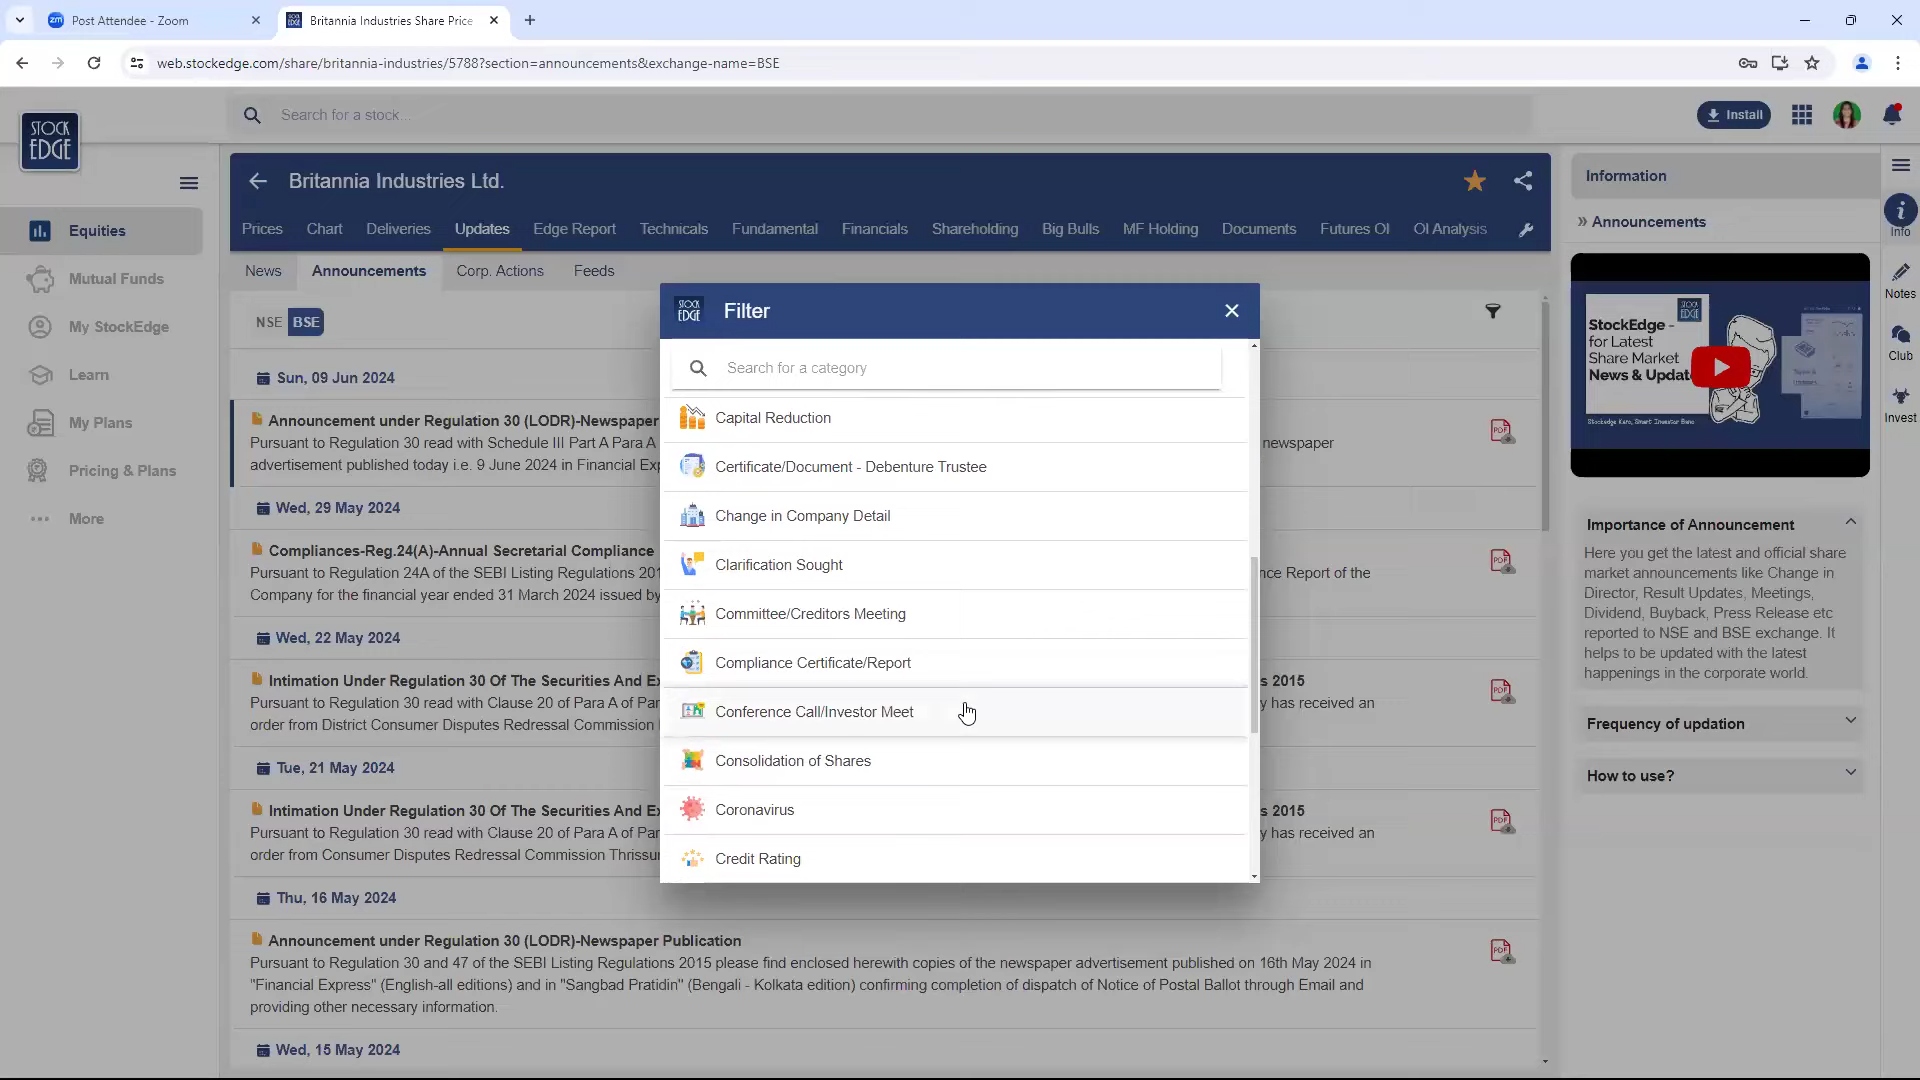 Post Attendee - Zoom
Britannia Industries Share Price
web.stockedge.com/share/britannia-industries/5788?section=announcements&exchange-name=BSE
STOCK
EDGE
Search for a stock...
Install
Equities
Mutual Funds
My StockEdge
Learn
My Plans
Pricing & Plans
More
Britannia Industries Ltd.
Prices Chart Deliveries Updates Edge Report Technicals Fundamental Financials Shareholding Big Bulls MF Holding Documents Futures OI OI Analysis
News Announcements Corp. Actions Feeds
NSE BSE
Sun, 09 Jun 2024
Announcement under Regulation 30 (LODR)-Newspaper
Pursuant to Regulation 30 read with Schedule III Part A Para A newspaper
advertisement published today i.e. 9 June 2024 in Financial Exp
PDF
Wed, 29 May 2024
Compliances-Reg.24(A)-Annual Secretarial Compliance
Pursuant to Regulation 24A of the SEBI Listing Regulations 201 nce Report of the
Company for the financial year ended 31 March 2024 issued by
PDF
Wed, 22 May 2024
Intimation Under Regulation 30 Of The Securities And Ex s 2015
Pursuant to Regulation 30 read with Clause 20 of Para A of Par y has received an
order from District Consumer Disputes Redressal Commission
PDF
Tue, 21 May 2024
Intimation Under Regulation 30 Of The Securities And Ex s 2015
Pursuant to Regulation 30 read with Clause 20 of Para A of Par y has received an
order from Consumer Disputes Redressal Commission Thrissu
PDF
Thu, 16 May 2024
Announcement under Regulation 30 (LODR)-Newspaper Publication
Pursuant to Regulation 30 and 47 of the SEBI Listing Regulations 2015 please find enclosed herewith copies of the newspaper advertisement published on 16th May 2024 in
"Financial Express" (English-all editions) and in "Sangbad Pratidin" (Bengali - Kolkata edition) confirming completion of dispatch of Notice of Postal Ballot through Email and
providing other necessary information.
PDF
Wed, 15 May 2024
STOCK
EDGE
Filter
Search for a category
Capital Reduction
Certificate/Document - Debenture Trustee
Change in Company Detail
Clarification Sought
Committee/Creditors Meeting
Compliance Certificate/Report
Conference Call/Investor Meet
Consolidation of Shares
Coronavirus
Credit Rating
Information
Announcements
STOCK
EDGE
StockEdge -
for Latest
Share Market
News & Updat
Stockedge Karo, Smart Investor Bano
Importance of Announcement
Here you get the latest and official share
market announcements like Change in
Director, Result Updates, Meetings,
Dividend, Buyback, Press Release etc
reported to NSE and BSE exchange. It
helps to be updated with the latest
happenings in the corporate world.
Frequency of updation
How to use?
Info
Notes
Club
Invest